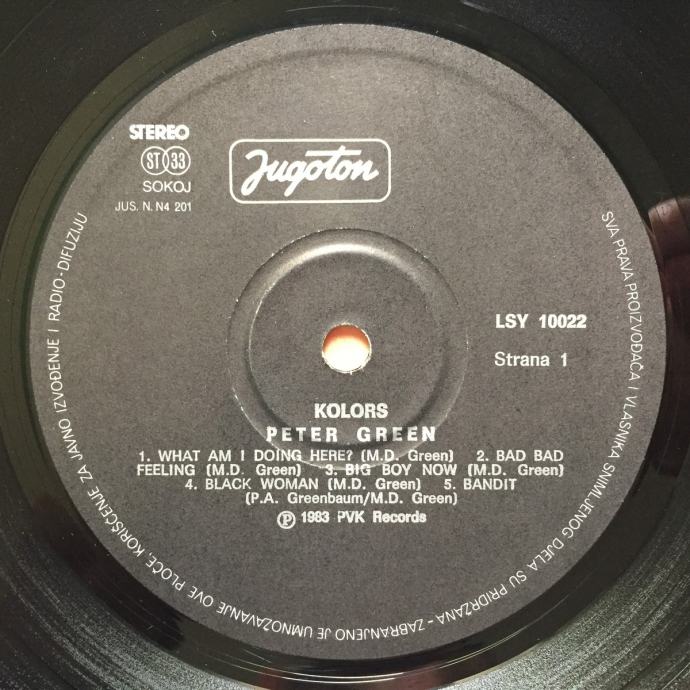 STEREO
ST 33
SOKOJ
JUS. N. N4 201
Jugoton
LSY 10022
Strana 1
KOLORS
PETER GREEN
1. WHAT AM I DOING HERE? (M.D. Green) 2. BAD BAD
FEELING (M.D. Green) 3. BIG BOY NOW (M.D. Green)
4. BLACK WOMAN (M.D. Green) 5. BANDIT
(P.A. Greenbaum/M.D. Green)
Ⓟ 1983 PVK Records
SVA PRAVA PROIZVOĐAČA I VLASNIKA SNIMLJENOG DJELA SU PRIDRŽANA - ZABRANJENO JE UMNOŽAVANJE OVE PLOČE, KORIŠĆENJE ZA JAVNO IZVOĐENJE I RADIO-DIFUZIJU